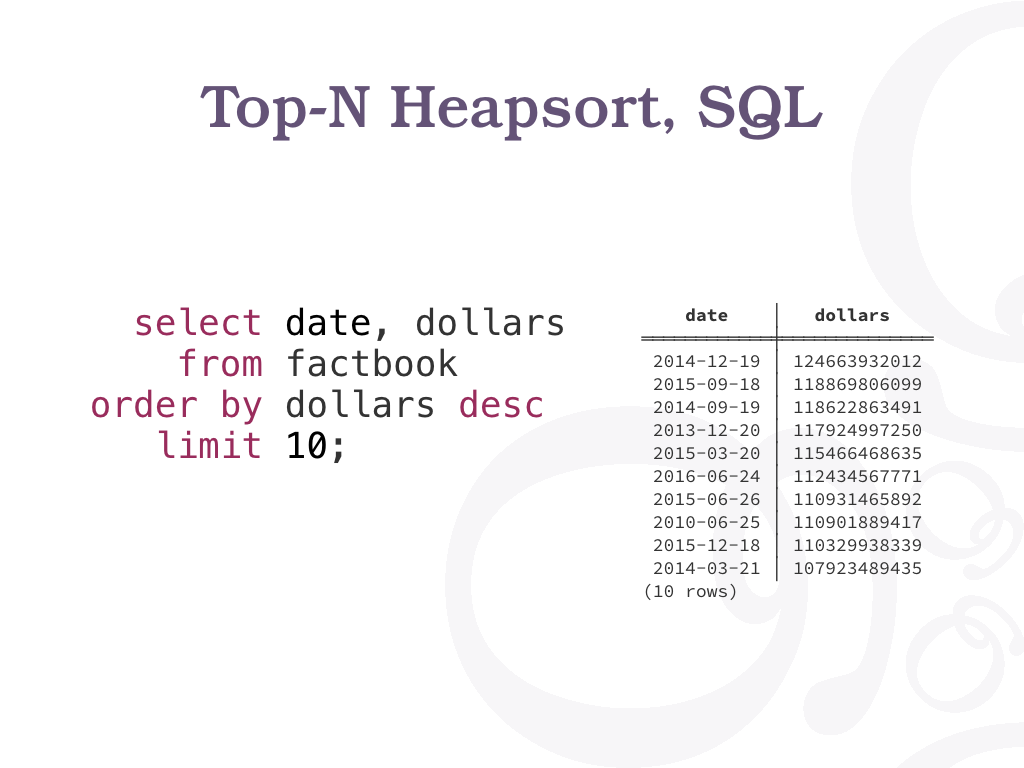 Top-N Heapsort, SQL
select date, dollars
from factbook
order by dollars desc
limit 10;
date │ dollars
2014-12-19 │ 124663932012
2015-09-18 │ 118869806099
2014-09-19 │ 118622863491
2013-12-20 │ 117924997250
2015-03-20 │ 115466468635
2016-06-24 │ 112434567771
2015-06-26 │ 110931465892
2010-06-25 │ 110901889417
2015-12-18 │ 110329938339
2014-03-21 │ 107923489435
(10 rows)